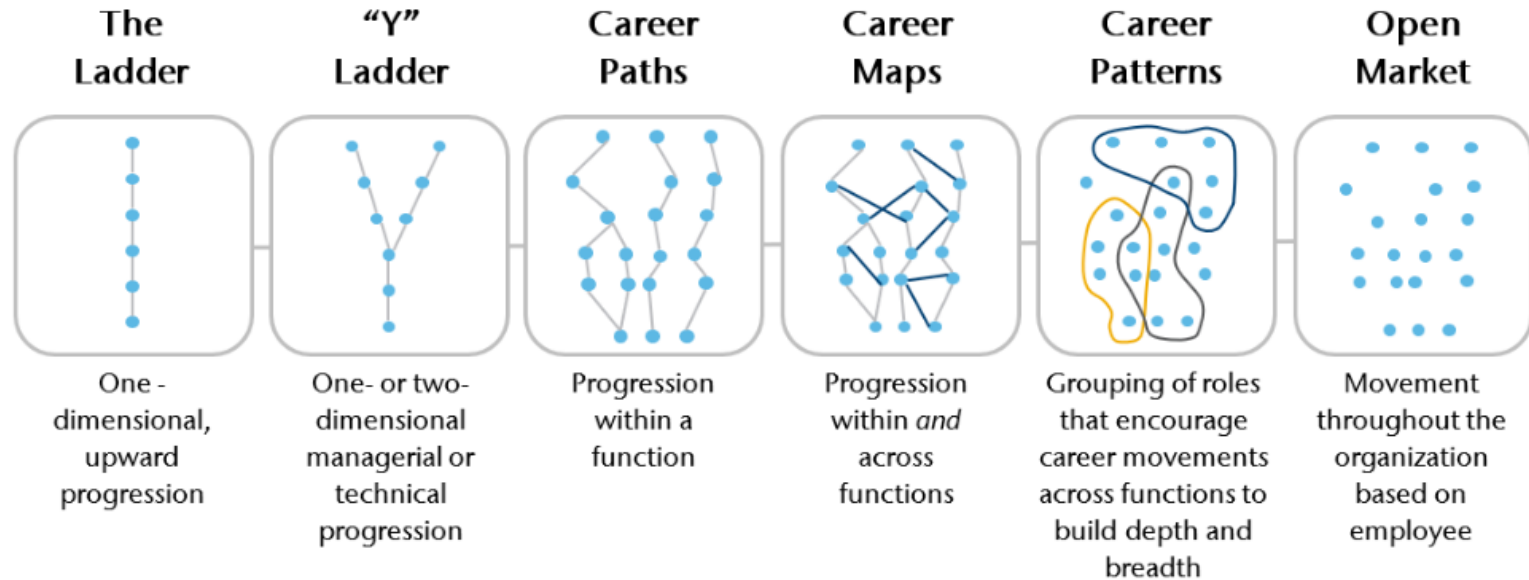 The
Ladder
“Y”
Ladder
Career
Paths
Career
Maps
Career
Patterns
Open
Market
One -
dimensional,
upward
progression
One- or two-
dimensional
managerial or
technical
progression
Progression
within a
function
Progression
within and
across
functions
Grouping of roles
that encourage
career movements
across functions to
build depth and
breadth
Movement
throughout the
organization
based on
employee